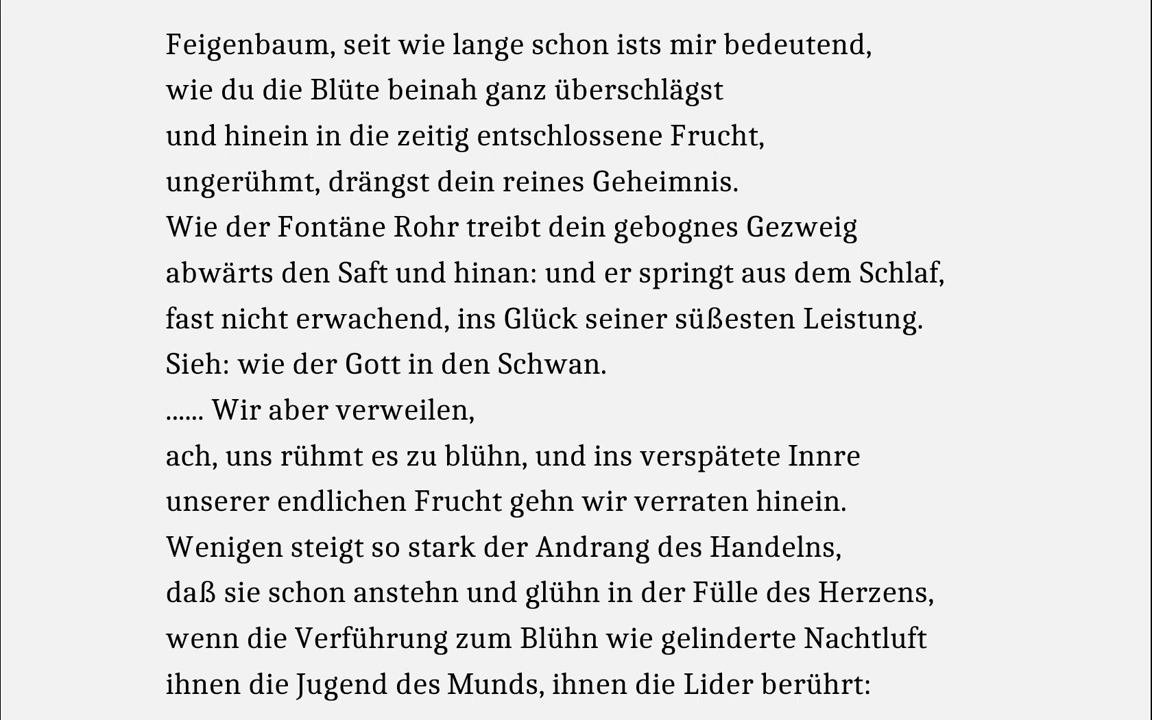 Feigenbaum, seit wie lange schon ists mir bedeutend,
wie du die Blüte beinah ganz überschlägst
und hinein in die zeitig entschlossene Frucht,
ungerühmt, drängst dein reines Geheimnis.
Wie der Fontäne Rohr treibt dein gebognes Gezweig
abwärts den Saft und hinan: und er springt aus dem Schlaf,
fast nicht erwachend, ins Glück seiner süßesten Leistung.
Sieh: wie der Gott in den Schwan.
...... Wir aber verweilen,
ach, uns rühmt es zu blühn, und ins verspätete Innre
unserer endlichen Frucht gehn wir verraten hinein.
Wenigen steigt so stark der Andrang des Handelns,
daß sie schon anstehn und glühn in der Fülle des Herzens,
wenn die Verführung zum Blühn wie gelinderte Nachtluft
ihnen die Jugend des Munds, ihnen die Lider berührt: